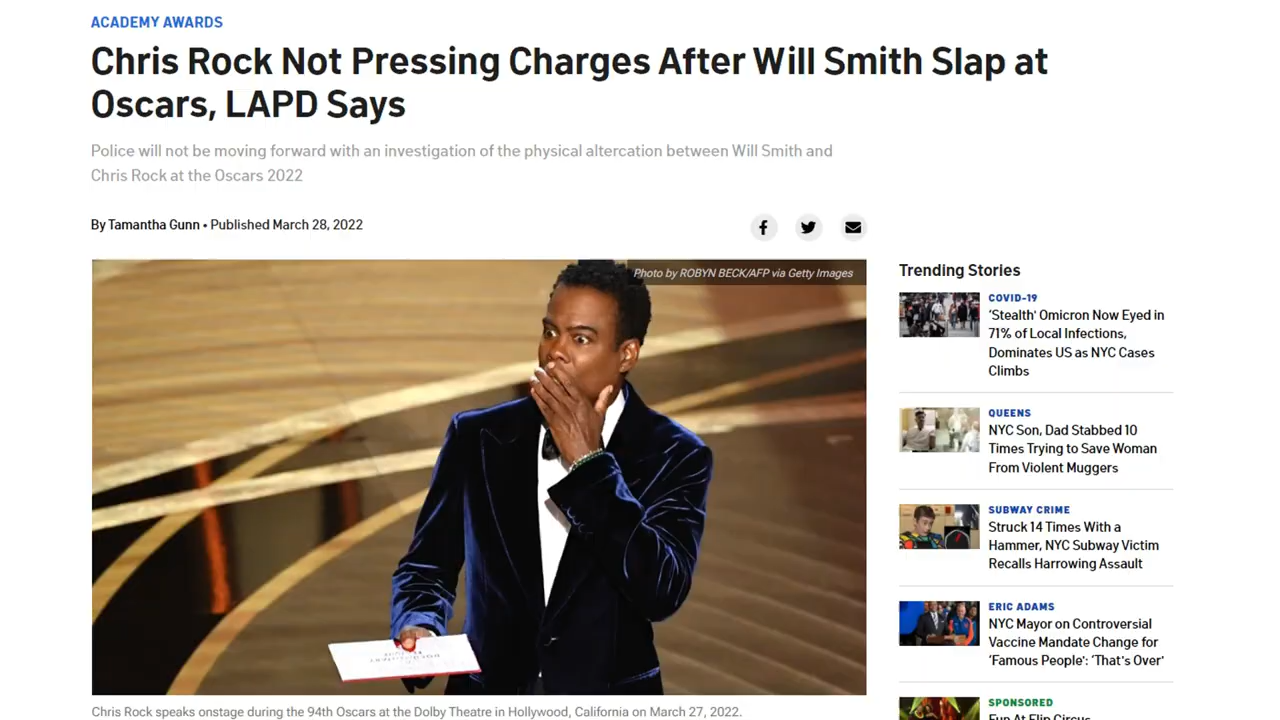 ACADEMY AWARDS
Chris Rock Not Pressing Charges After Will Smith Slap at
Oscars, LAPD Says
Police will not be moving forward with an investigation of the physical altercation between Will Smith and
Chris Rock at the Oscars 2022
By Tamantha Gunn • Published March 28, 2022
Photo by ROBYN BECK/AFP via Getty Images
Chris Rock speaks onstage during the 94th Oscars at the Dolby Theatre in Hollywood, California on March 27, 2022.
Trending Stories
COVID-19
‘Stealth’ Omicron Now Eyed in
71% of Local Infections,
Dominates US as NYC Cases
Climbs
QUEENS
NYC Son, Dad Stabbed 10
Times Trying to Save Woman
From Violent Muggers
SUBWAY CRIME
Struck 14 Times With a
Hammer, NYC Subway Victim
Recalls Harrowing Assault
ERIC ADAMS
NYC Mayor on Controversial
Vaccine Mandate Change for
‘Famous People’: ‘That's Over’
SPONSORED
Fun At Flip Circus